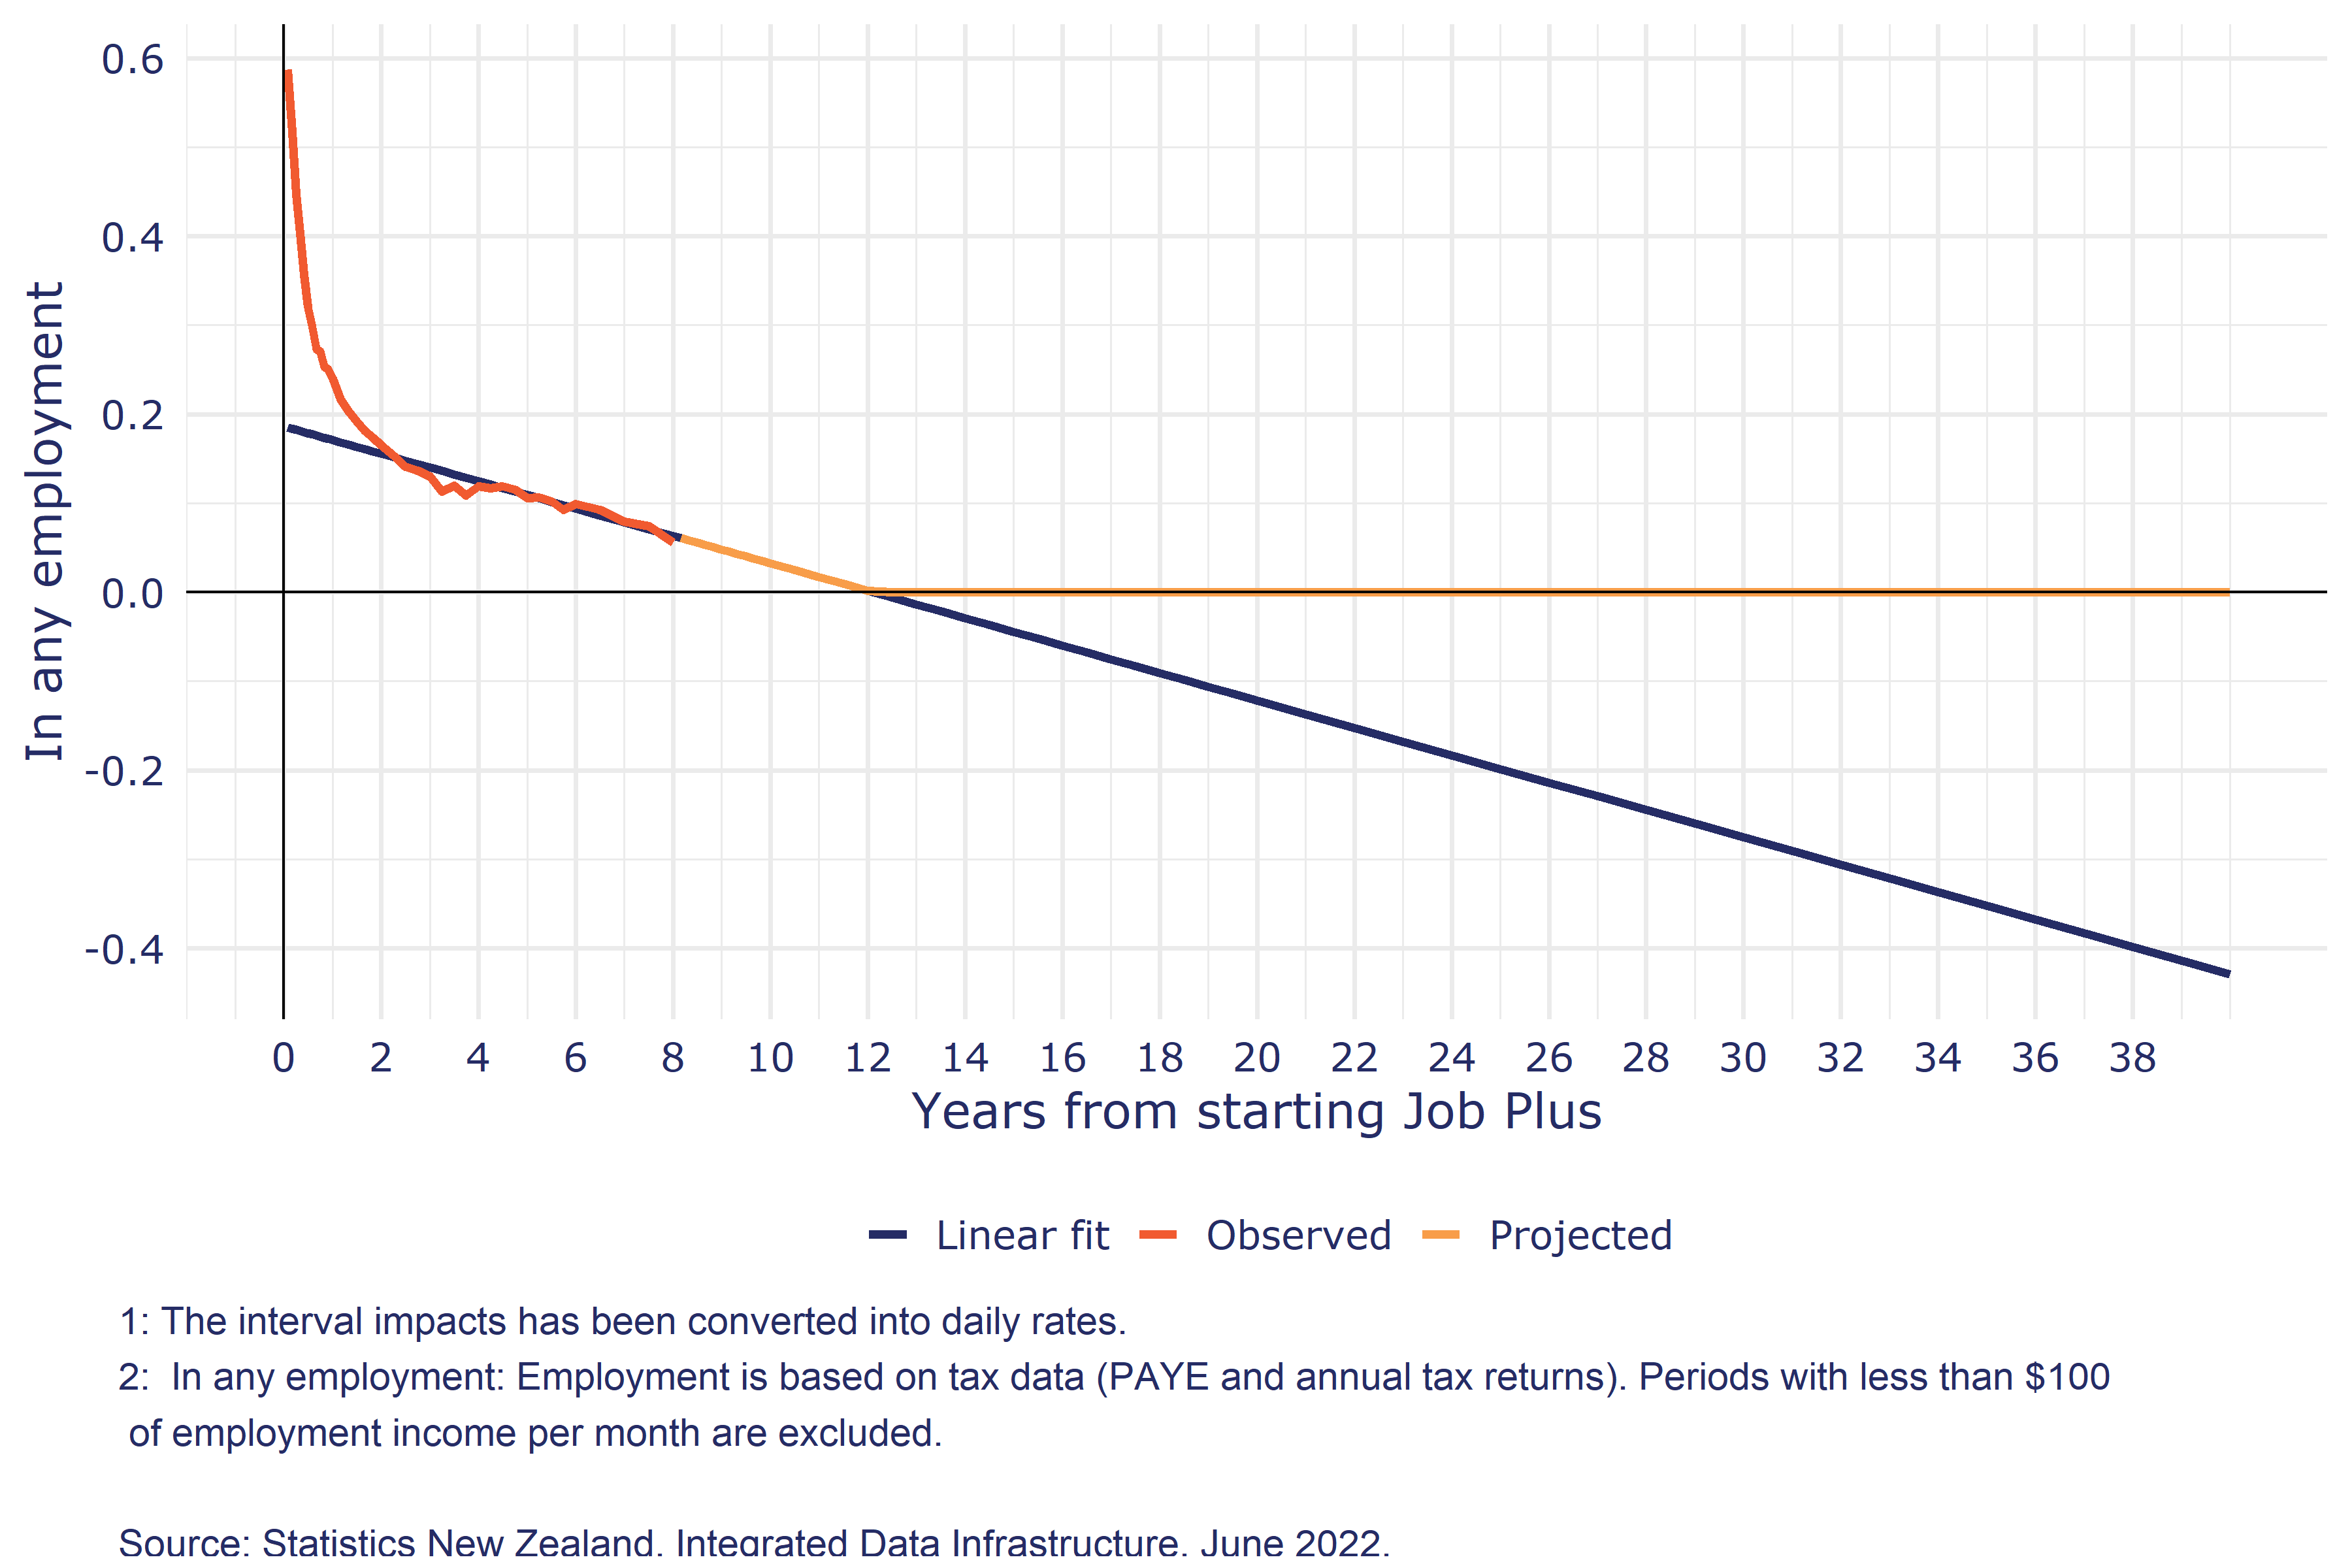 0.6
0.4
0.2
0.0
-0.2
-0.4
In any employment
0 2 4 6 8 10 12 14 16 18 20 22 24 26 28 30 32 34 36 38
Years from starting Job Plus
Linear fit Observed Projected
1: The interval impacts has been converted into daily rates.
2: In any employment: Employment is based on tax data (PAYE and annual tax returns). Periods with less than $100
of employment income per month are excluded.
Source: Statistics New Zealand, Integrated Data Infrastructure, June 2022.